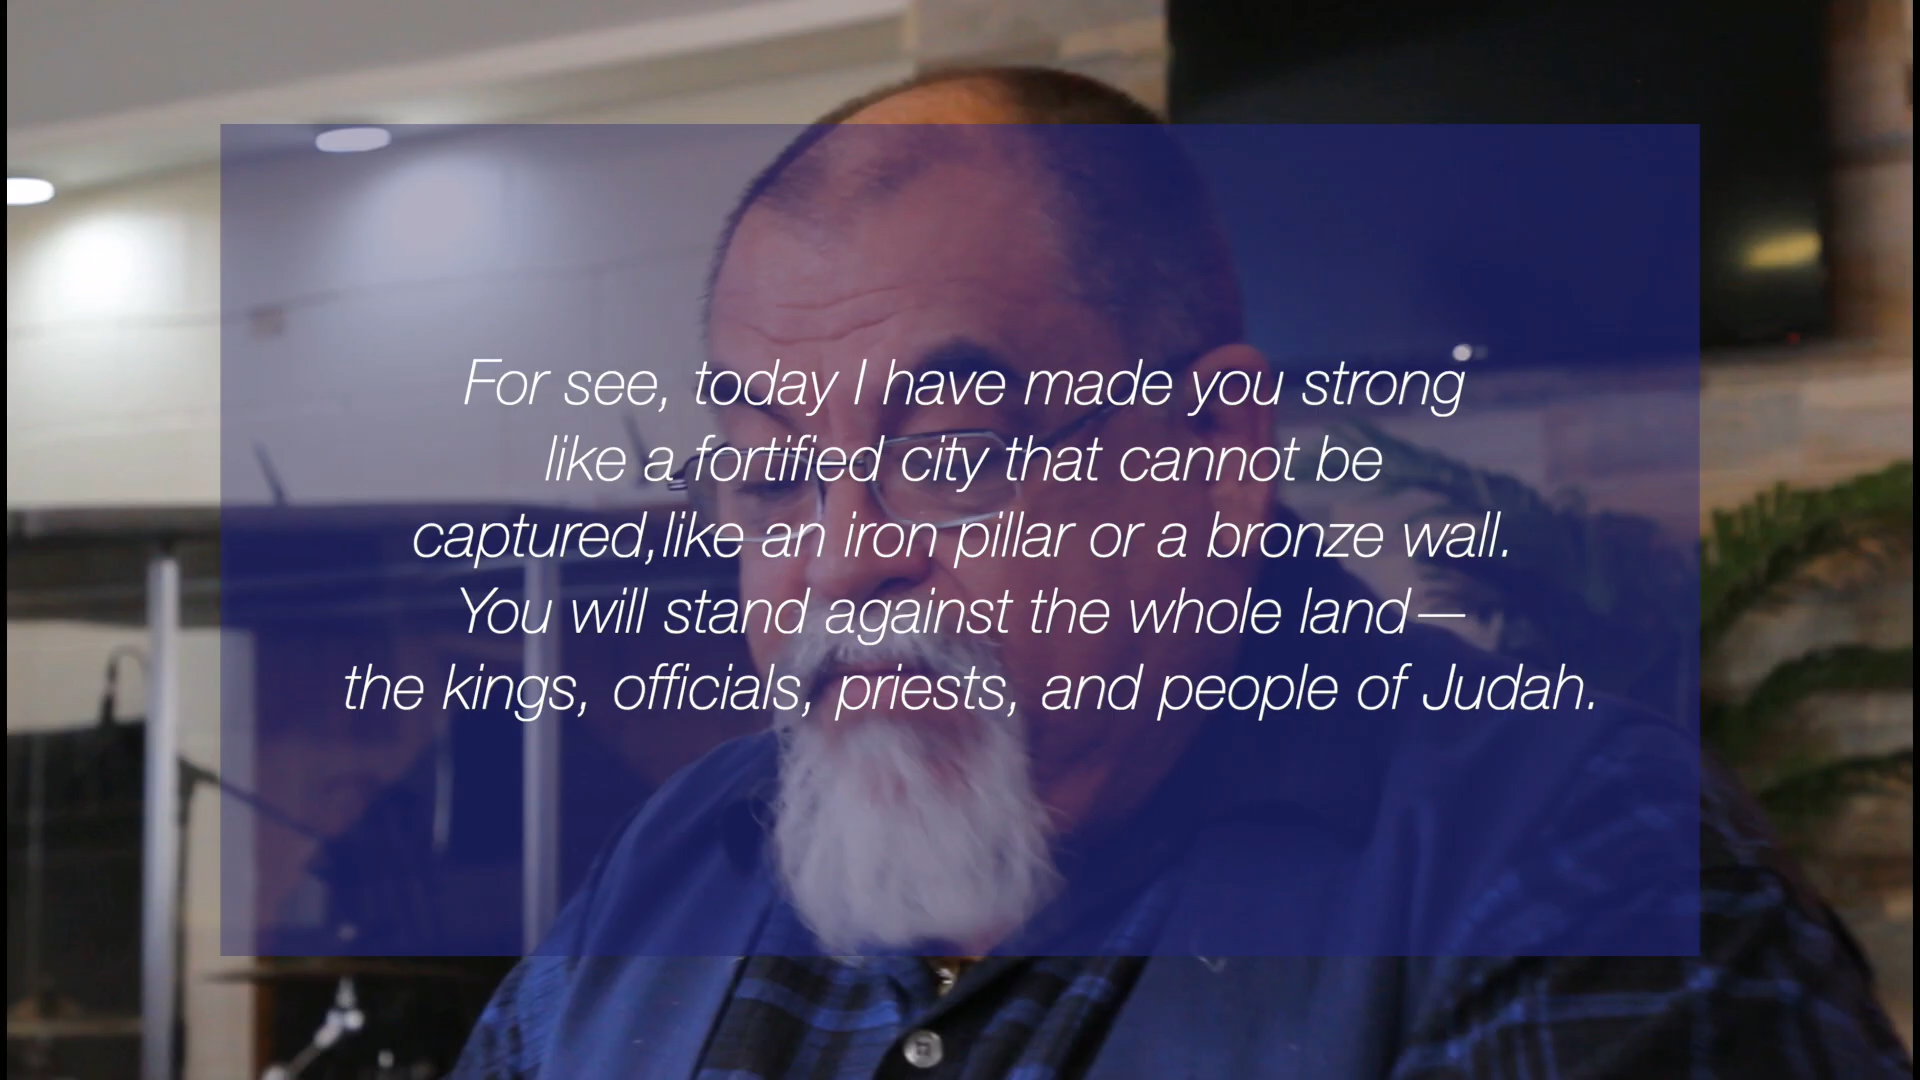 For see, today I have made you strong
like a fortified city that cannot be
captured,like an iron pillar or a bronze wall.
You will stand against the whole land—
the kings, officials, priests, and people of Judah.